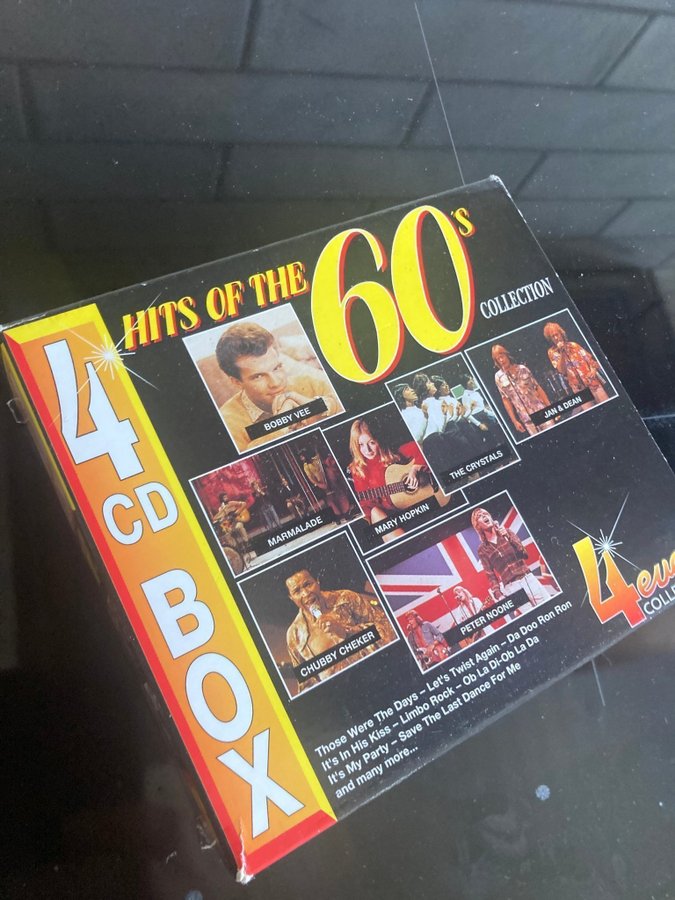 HITS OF THE 60's
COLLECTION
4
CD
BOX
BOBBY VEE
JAN & DEAN
MARMALADE
MARY HOPKIN
THE CRYSTALS
CHUBBY CHEKER
PETER NOONE
4eve
COLLE
Those Were The Days – Let's Twist Again – Da Doo Ron Ron
It's In His Kiss – Limbo Rock – Ob La Di-Ob La Da
It's My Party – Save The Last Dance For Me
and many more...